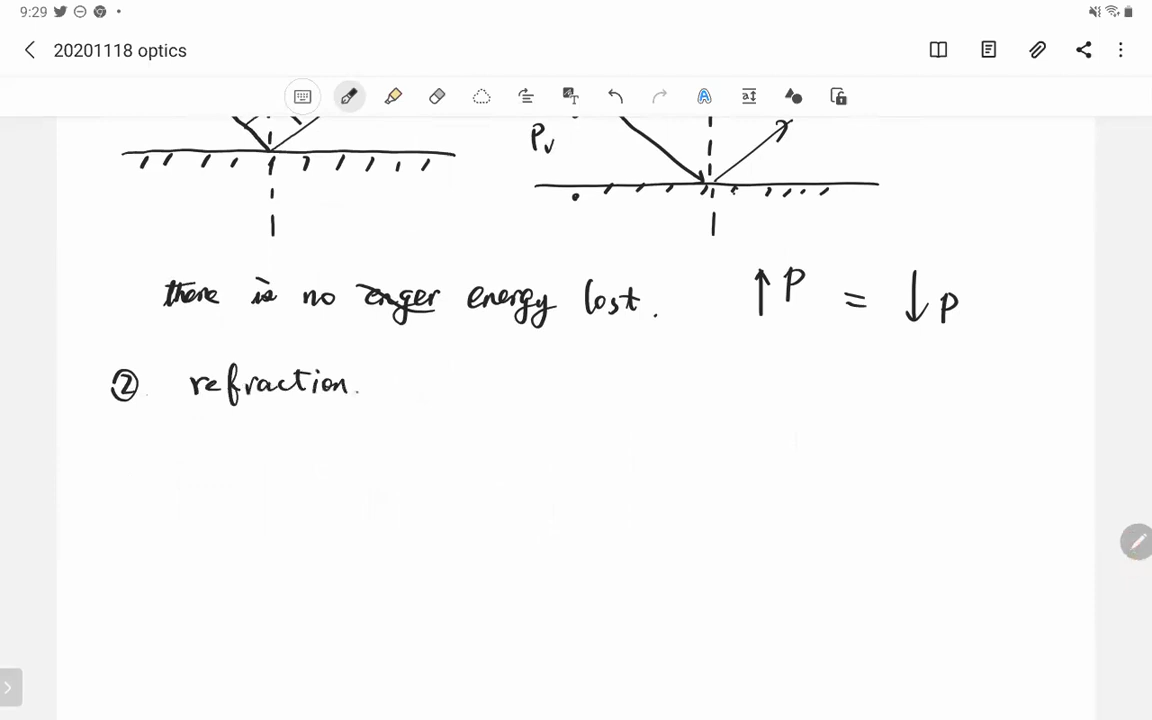 9:29
20201118 optics
Pv
there is no enger energy lost. ↑P = ↓P
② refraction.